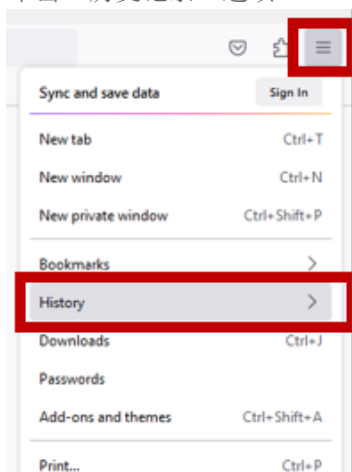 Sync and save data Sign In
New tab Ctrl+T
New window Ctrl+N
New private window Ctrl+Shift+P
Bookmarks
History
Downloads Ctrl+J
Passwords
Add-ons and themes Ctrl+Shift+A
Print... Ctrl+P